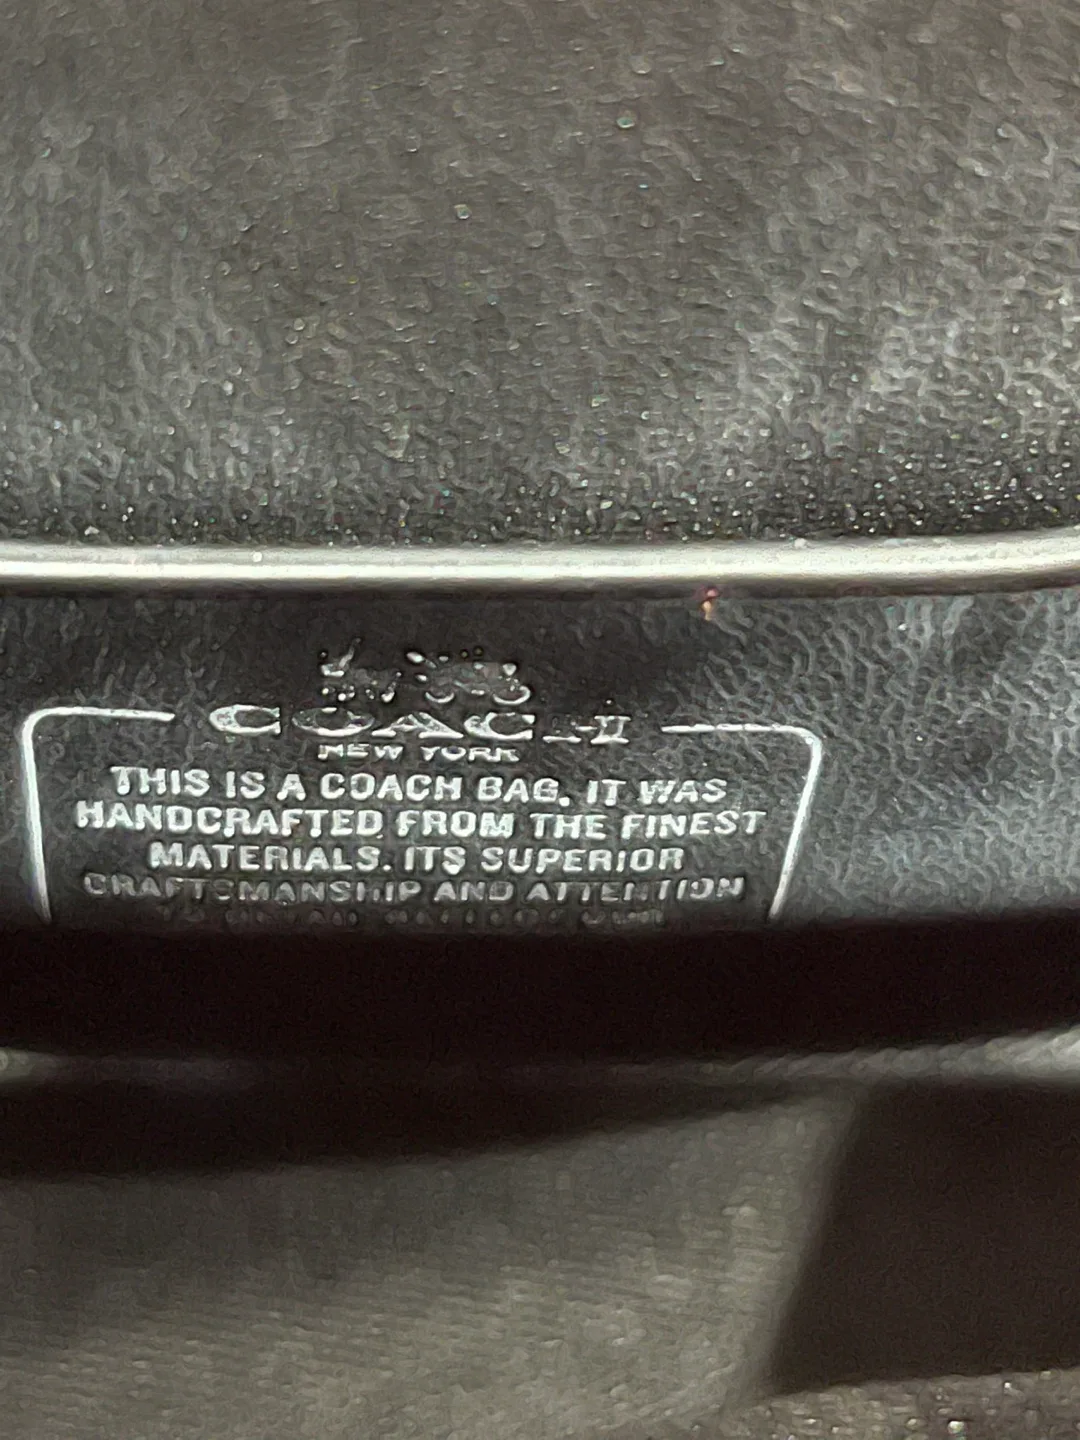 COACH
NEW YORK
THIS IS A COACH BAG. IT WAS
HANDCRAFTED FROM THE FINEST
MATERIALS. ITS SUPERIOR
CRAFTSMANSHIP AND ATTENTION